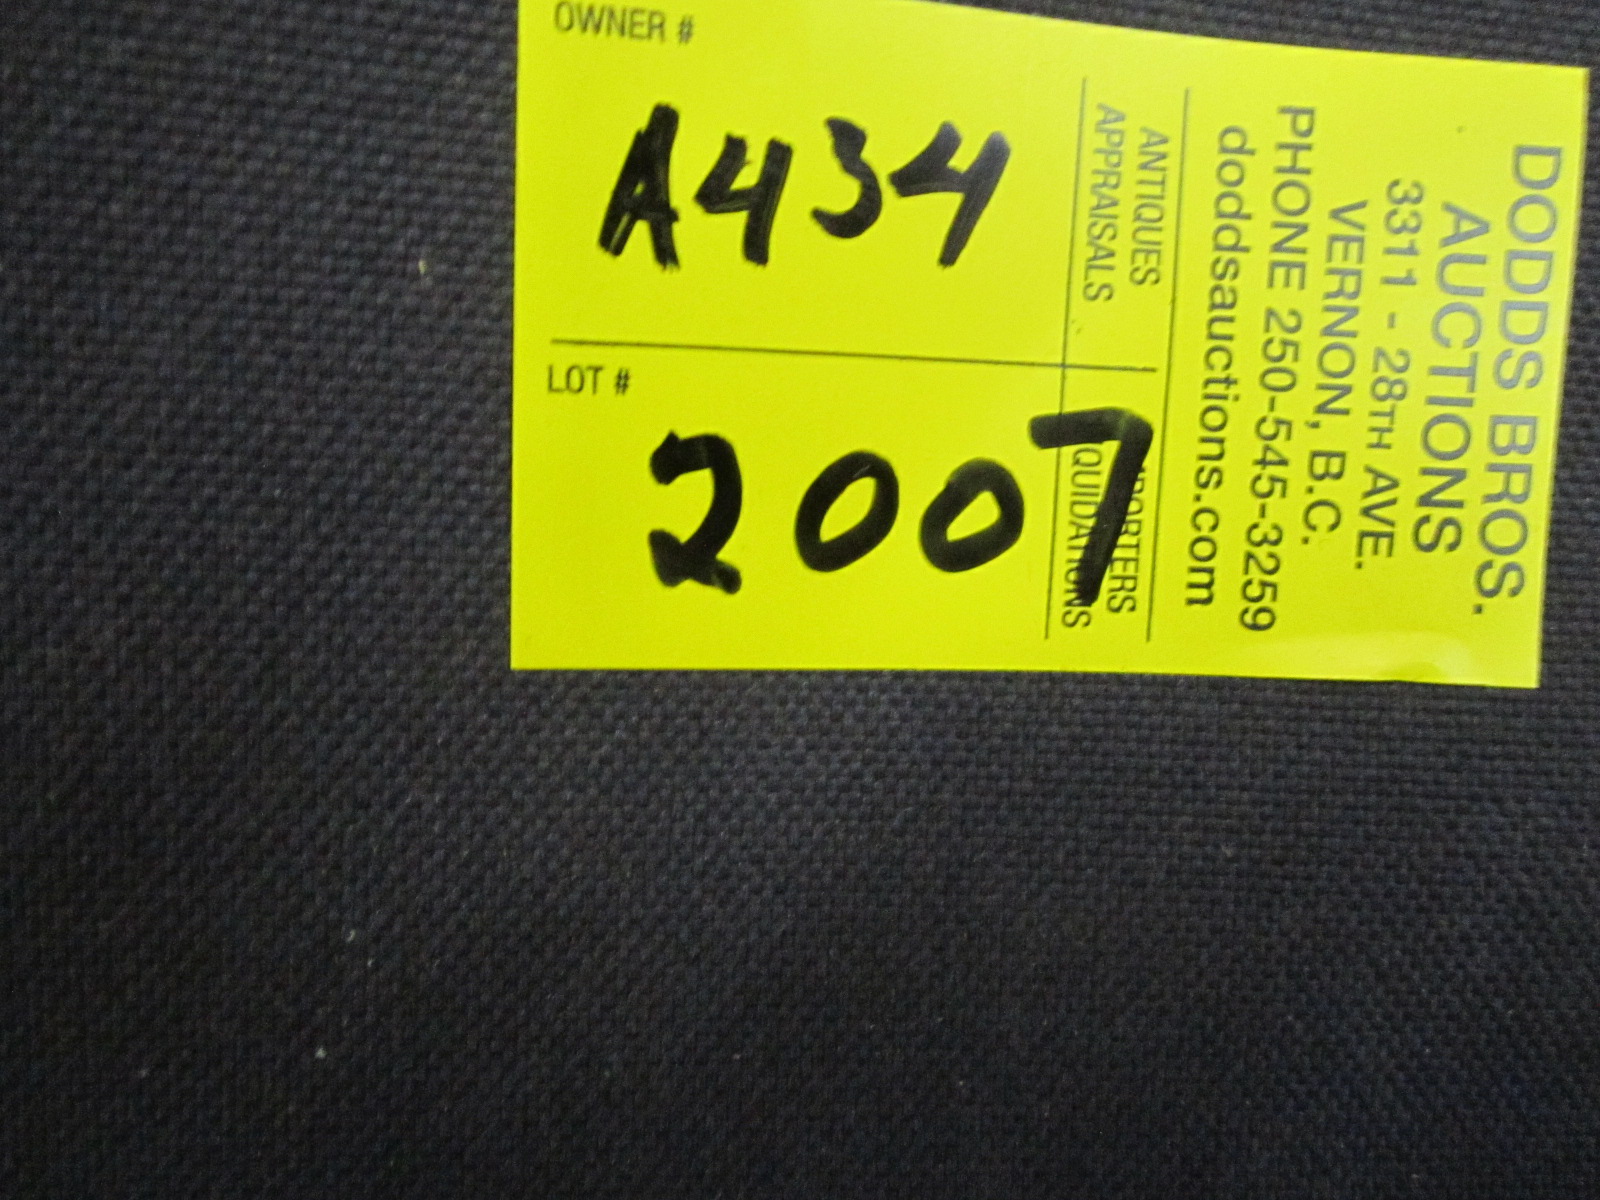 OWNER #
A434
LOT #
2007
DODDS BROS.
AUCTIONS
3311 - 28TH AVE.
VERNON, B.C.
PHONE 250-545-3259
doddsauctions.com
ANTIQUES
APPRAISALS